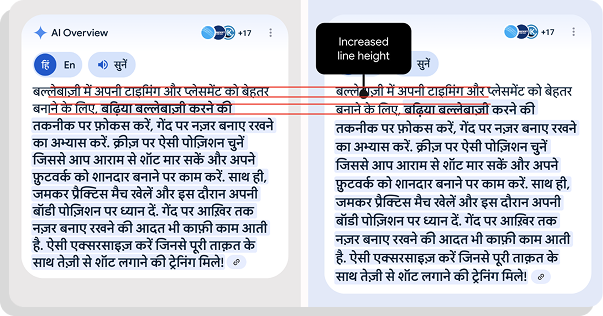 AI Overview
+17
हिं
En
सुनें
बल्लेबाज़ी में अपनी टाइमिंग और प्लेसमेंट को बेहतर
बनाने के लिए, बढ़िया बल्लेबाज़ी करने की
तकनीक पर फ़ोकस करें, गेंद पर नज़र बनाए रखने
का अभ्यास करें. क्रीज़ पर ऐसी पोज़िशन चुनें
जिससे आप आराम से शॉट मार सकें और अपने
फ़ुटवर्क को शानदार बनाने पर काम करें. साथ ही,
जमकर प्रैक्टिस मैच खेलें और इस दौरान अपनी
बॉडी पोज़िशन पर ध्यान दें. गेंद पर आख़िर तक
नज़र बनाए रखने की आदत भी काफ़ी काम आती
है. ऐसी एक्सरसाइज़ करें जिनसे पूरी ताक़त के
साथ तेज़ी से शॉट लगाने की ट्रेनिंग मिले!
Increased
line height
+17
सुनें
बल्लेबाज़ी में अपनी टाइमिंग और प्लेसमेंट को बेहतर
बनाने के लिए, बढ़िया बल्लेबाज़ी करने की
तकनीक पर फ़ोकस करें, गेंद पर नज़र बनाए रखने
का अभ्यास करें. क्रीज़ पर ऐसी पोज़िशन चुनें
जिससे आप आराम से शॉट मार सकें और अपने
फ़ुटवर्क को शानदार बनाने पर काम करें. साथ ही,
जमकर प्रैक्टिस मैच खेलें और इस दौरान अपनी
बॉडी पोज़िशन पर ध्यान दें. गेंद पर आख़िर तक
नज़र बनाए रखने की आदत भी काफ़ी काम आती
है. ऐसी एक्सरसाइज़ करें जिनसे पूरी ताक़त के
साथ तेज़ी से शॉट लगाने की ट्रेनिंग मिले!